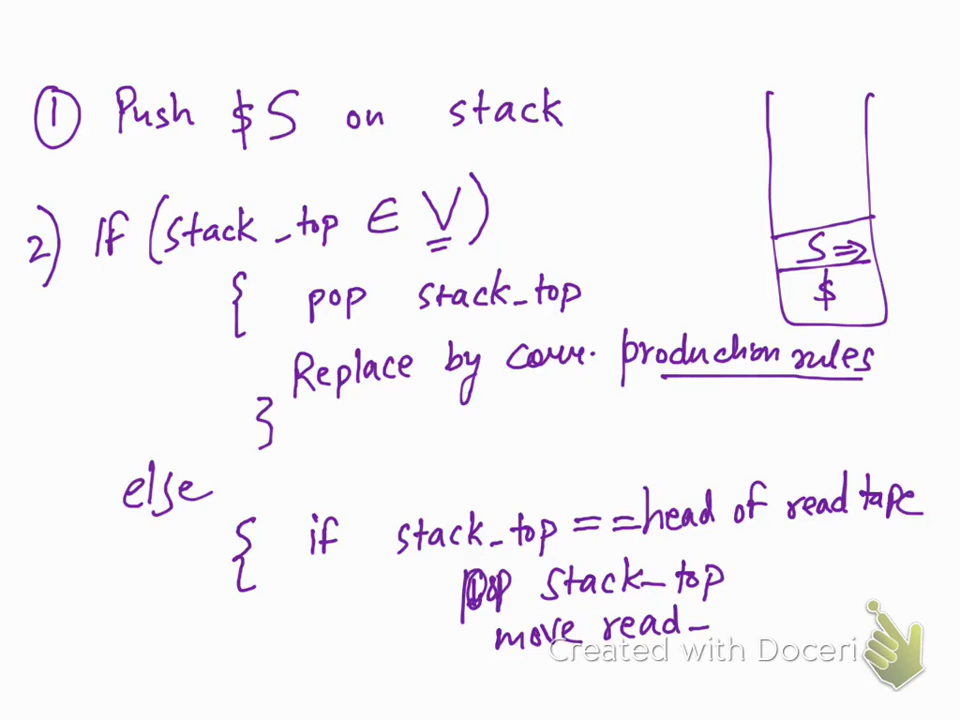 ① Push $S on stack
2) If (stack_top ∈ V)
{ pop stack_top
Replace by corr. production rules
}
else
{ if stack_top == head of read tape
pop stack_top
move read_
S ⇒
$
Created with Doceri